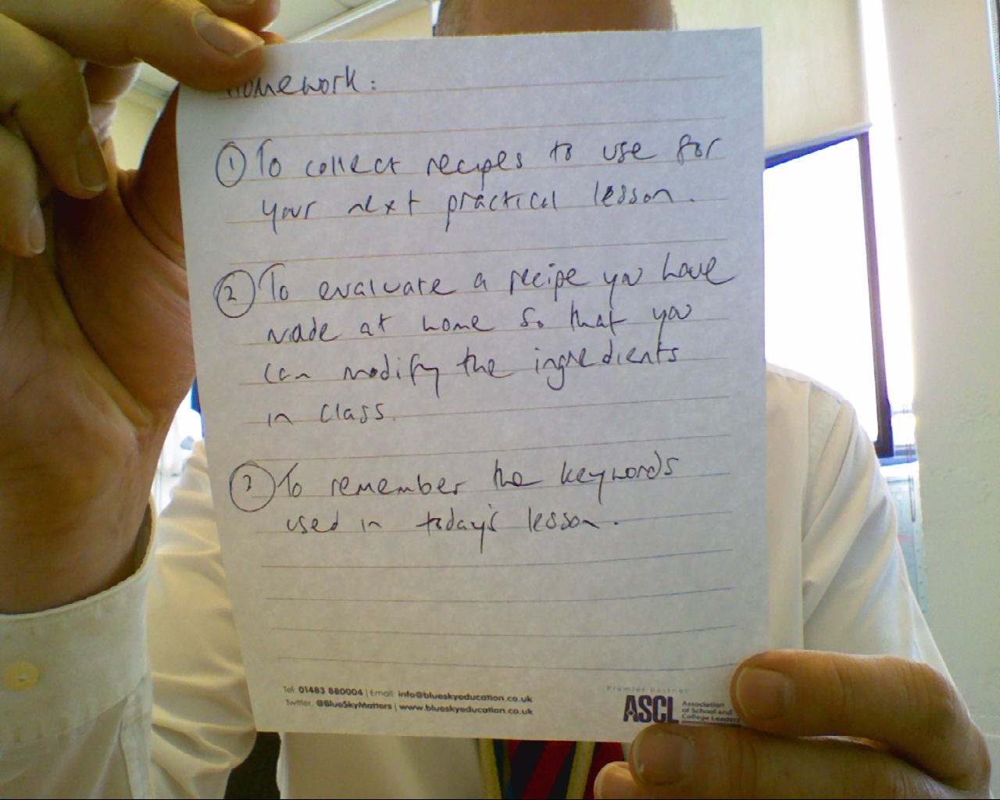 Homework:
① To collect recipes to use for
your next practical lesson.
② To evaluate a recipe you have
made at home so that you
can modify the ingredients
in class.
③ To remember the keywords
used in today's lesson.
Tel: 01483 880004 | Email: info@blueskyeducation.co.uk
Twitter: @BlueSkyMatters | www.blueskyeducation.co.uk
Premier partner
ASCL
Association
of School and
College Leaders